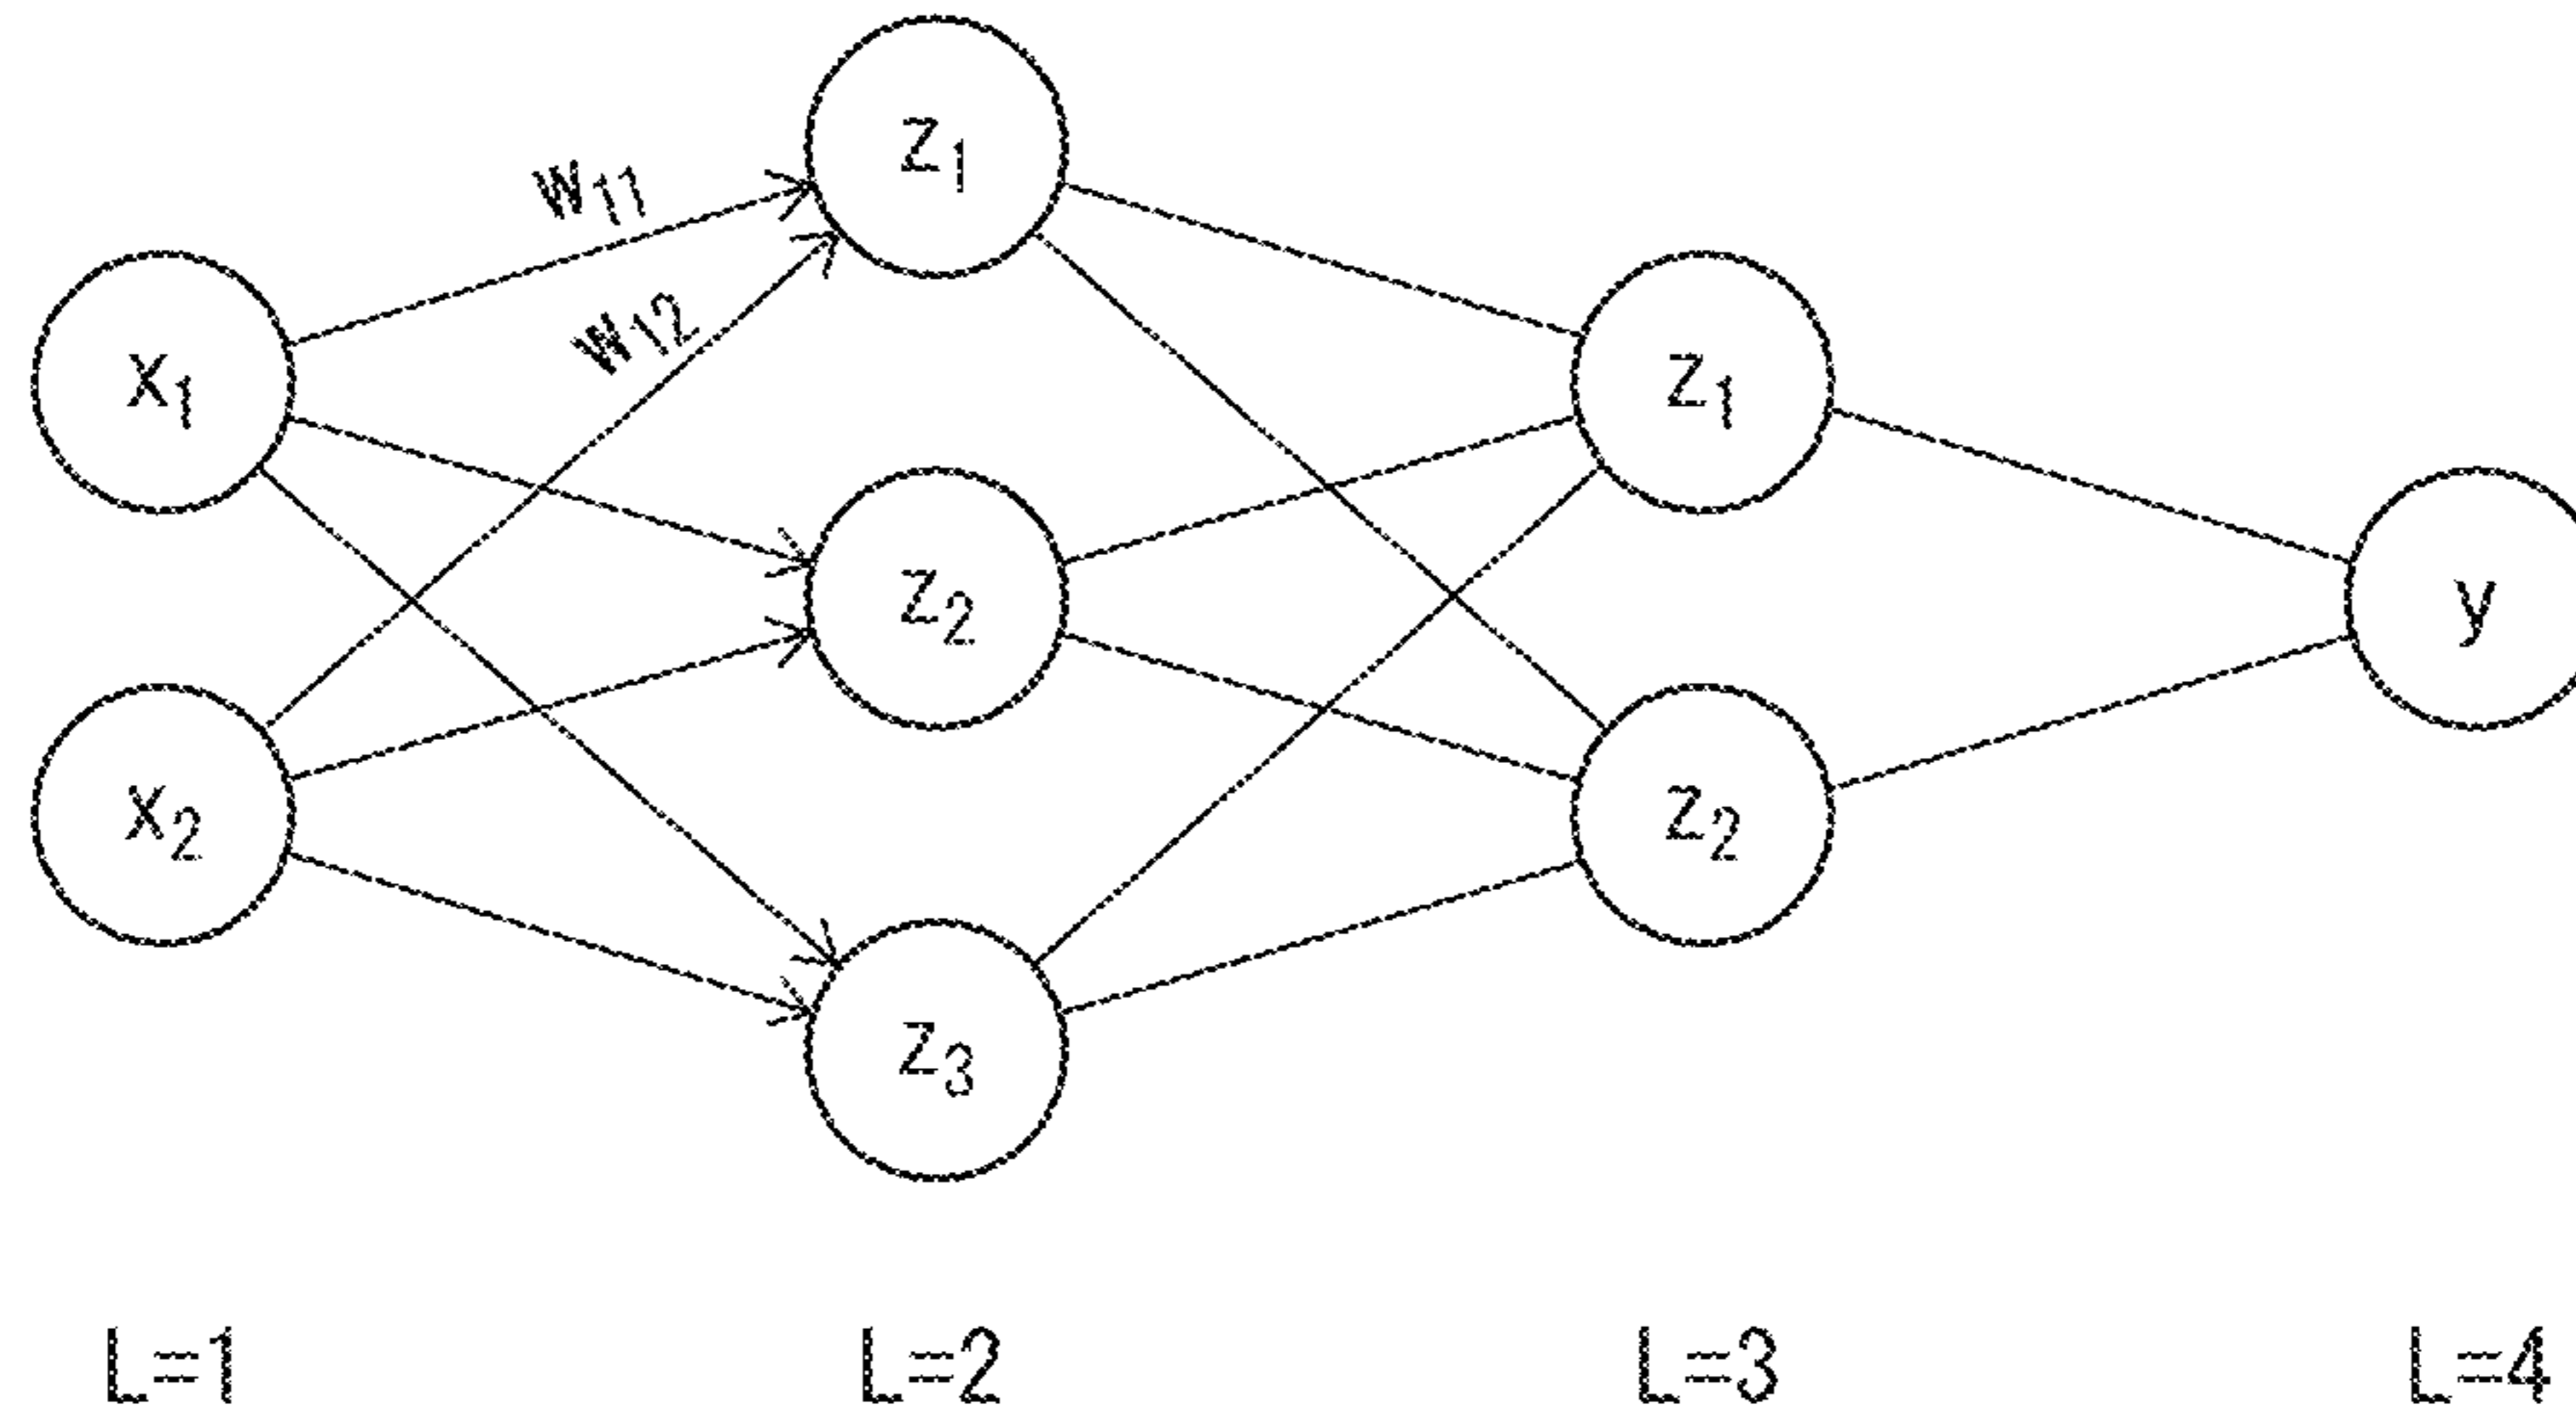 z₁
w₁₁
w₁₂
x₁
z₁
z₂
y
x₂
z₂
z₃
L=1 L=2 L=3 L=4